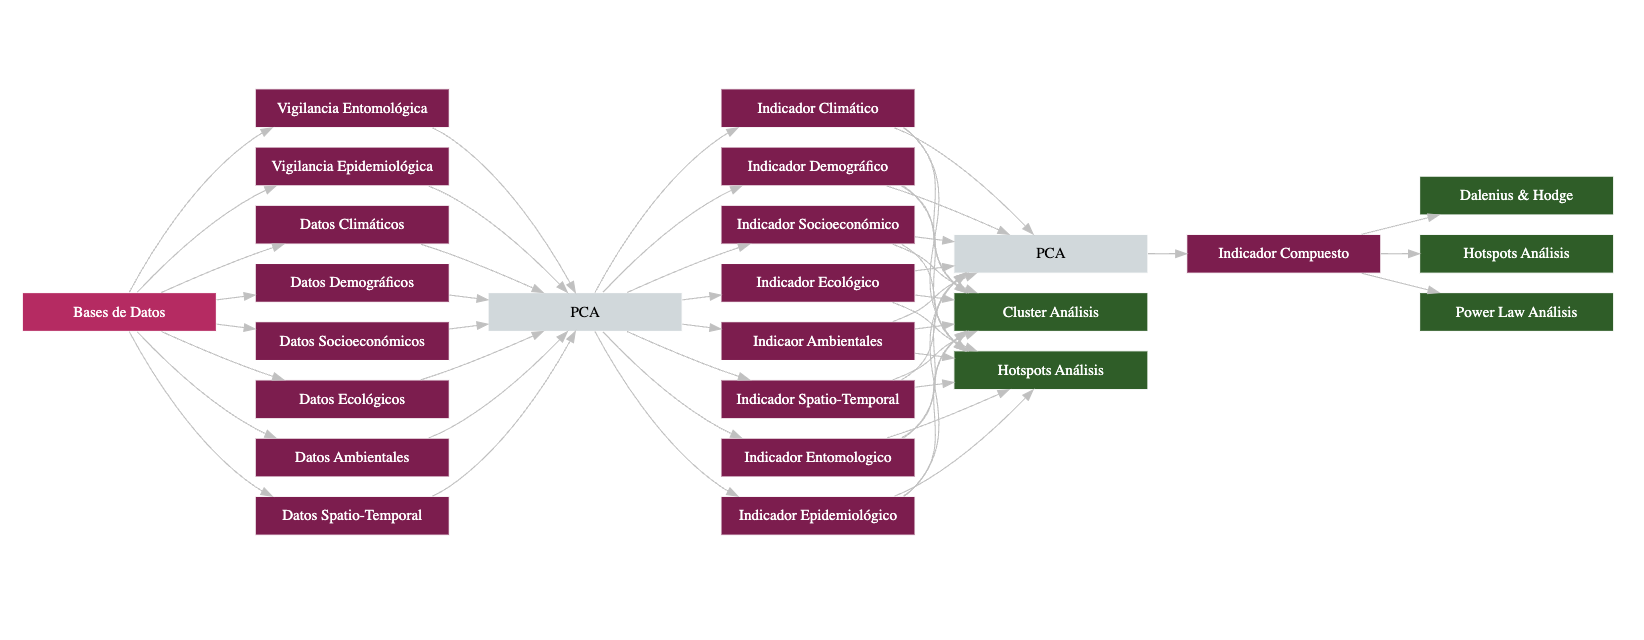 Bases de Datos
Vigilancia Entomológica
Vigilancia Epidemiológica
Datos Climáticos
Datos Demográficos
Datos Socioeconómicos
Datos Ecológicos
Datos Ambientales
Datos Spatio-Temporal
PCA
Indicador Climático
Indicador Demográfico
Indicador Socioeconómico
Indicador Ecológico
Indicaor Ambientales
Indicador Spatio-Temporal
Indicador Entomologico
Indicador Epidemiológico
PCA
Cluster Análisis
Hotspots Análisis
Indicador Compuesto
Dalenius & Hodge
Hotspots Análisis
Power Law Análisis